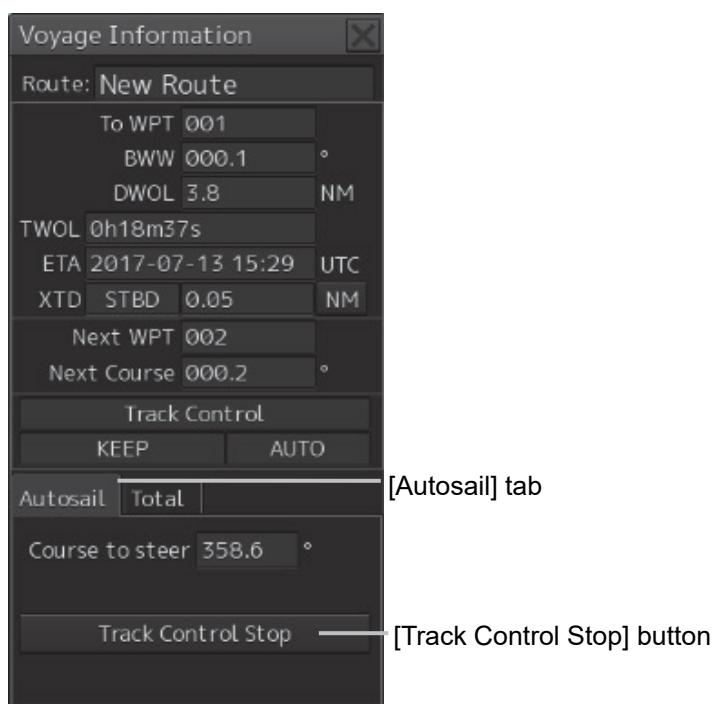 Voyage Information
Route: New Route
To WPT 001
BWW 000.1 °
DWOL 3.8 NM
TWOL 0h18m37s
ETA 2017-07-13 15:29 UTC
XTD STBD 0.05 NM
Next WPT 002
Next Course 000.2 °
Track Control
KEEP AUTO
Autosail Total
[Autosail] tab
Course to steer 358.6 °
Track Control Stop
[Track Control Stop] button